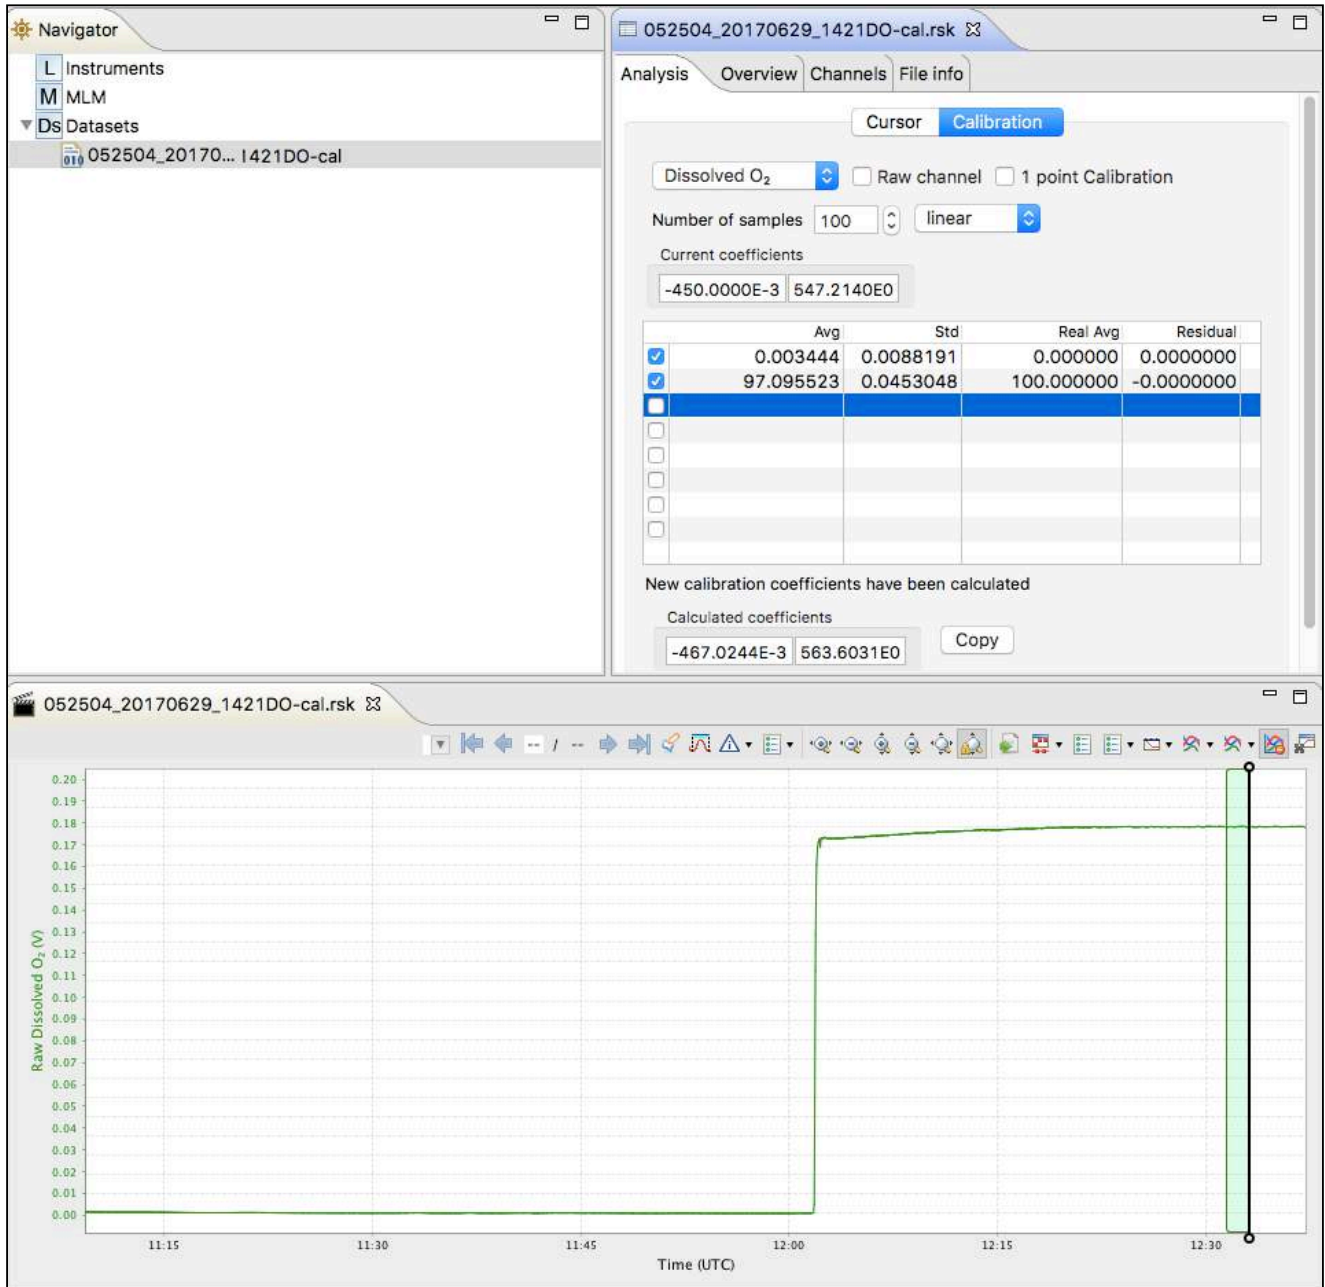 Navigator
L Instruments
M MLM
Ds Datasets
052504_20170... 1421DO-cal
052504_20170629_1421DO-cal.rsk
Analysis Overview Channels File info
Cursor Calibration
Dissolved O₂ Raw channel 1 point Calibration
Number of samples 100 linear
Current coefficients
-450.0000E-3 547.2140E0
Avg Std Real Avg Residual
0.003444 0.0088191 0.000000 0.0000000
97.095523 0.0453048 100.000000 -0.0000000
New calibration coefficients have been calculated
Calculated coefficients
-467.0244E-3 563.6031E0 Copy
052504_20170629_1421DO-cal.rsk
-- / --
0.20
0.19
0.18
0.17
0.16
0.15
0.14
0.13
0.12
0.11
0.10
0.09
0.08
0.07
0.06
0.05
0.04
0.03
0.02
0.01
0.00
Raw Dissolved O₂ (V)
11:15 11:30 11:45 12:00 12:15 12:30
Time (UTC)